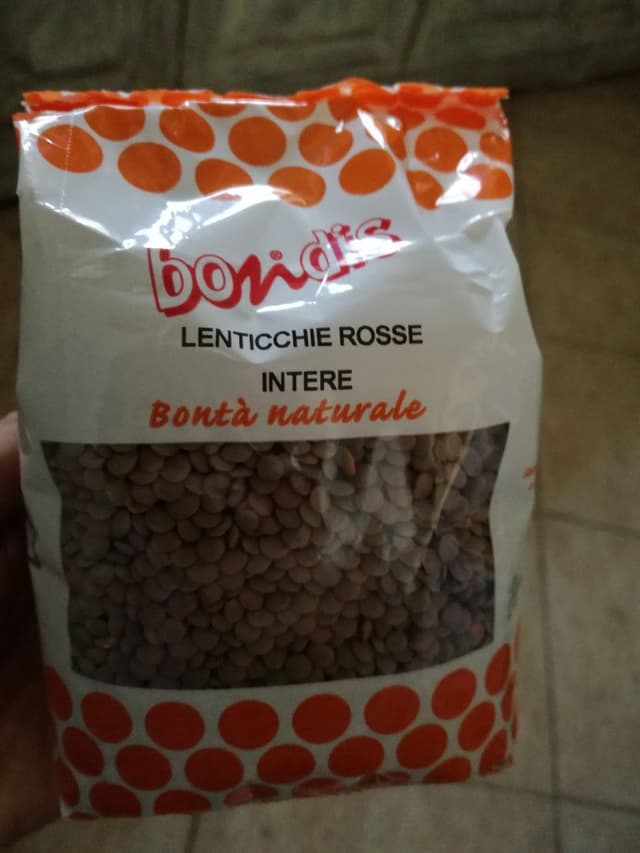 bondis
LENTICCHIE ROSSE
INTERE
Bontà naturale